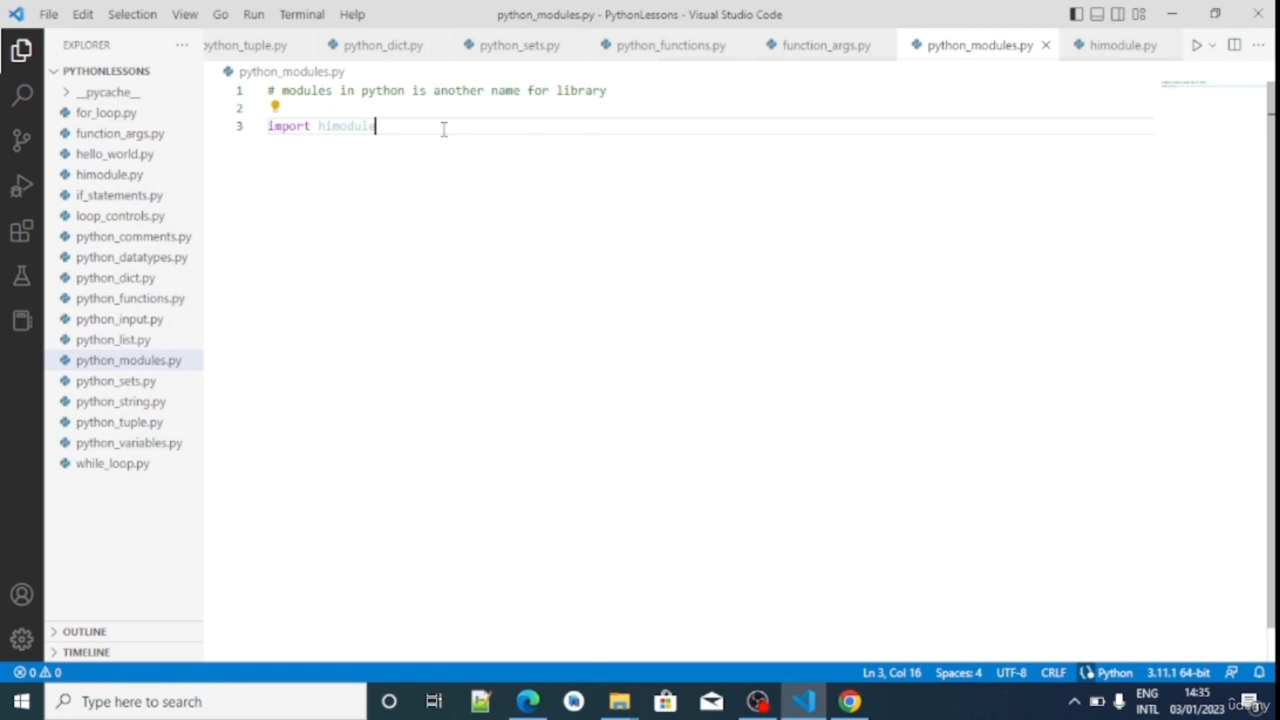 File Edit Selection View Go Run Terminal Help
python_modules.py - PythonLessons - Visual Studio Code
EXPLORER
ython_tuple.py python_dict.py python_sets.py python_functions.py function_args.py python_modules.py himodule.py
PYTHONLESSONS
python_modules.py
__pycache__
for_loop.py
function_args.py
hello_world.py
himodule.py
if_statements.py
loop_controls.py
python_comments.py
python_datatypes.py
python_dict.py
python_functions.py
python_input.py
python_list.py
python_modules.py
python_sets.py
python_string.py
python_tuple.py
python_variables.py
while_loop.py
1 # modules in python is another name for library
2
3 import himodule
OUTLINE
TIMELINE
0 0 Ln 3, Col 16 Spaces: 4 UTF-8 CRLF Python 3.11.1 64-bit
Type here to search
ENG
INTL
14:35
03/01/2023
udemy